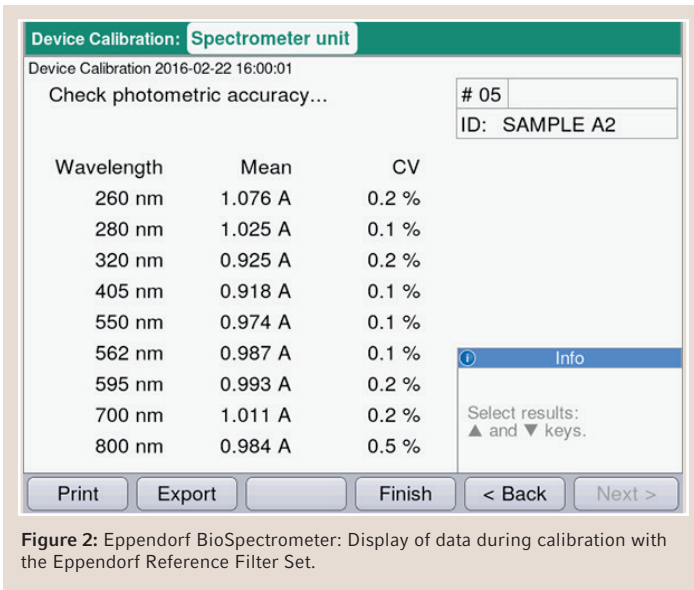 Device Calibration: Spectrometer unit
Device Calibration 2016-02-22 16:00:01
Check photometric accuracy...
# 05
ID: SAMPLE A2
Wavelength Mean CV
260 nm 1.076 A 0.2 %
280 nm 1.025 A 0.1 %
320 nm 0.925 A 0.2 %
405 nm 0.918 A 0.1 %
550 nm 0.974 A 0.1 %
562 nm 0.987 A 0.1 %
595 nm 0.993 A 0.2 %
700 nm 1.011 A 0.2 %
800 nm 0.984 A 0.5 %
i Info
Select results:
▲ and ▼ keys.
Print Export Finish < Back Next >
Figure 2: Eppendorf BioSpectrometer: Display of data during calibration with
the Eppendorf Reference Filter Set.